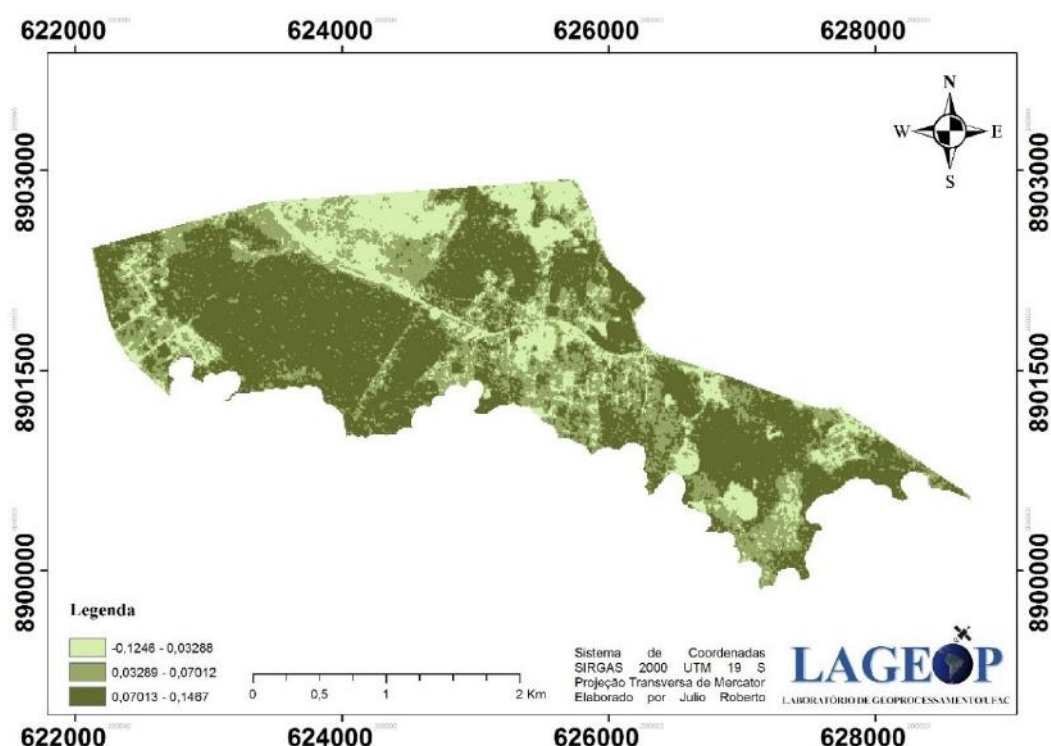 622000 624000 626000 628000
N
W E
S
8903000 8903000
8901500 8901500
8900000 8900000
Legenda
-0,1246 - 0,03288
0,03289 - 0,07012
0,07013 - 0,1467
0 0,5 1 2 Km
Sistema de Coordenadas
SIRGAS 2000 UTM 19 S
Projeção Transversa de Mercator
Elaborado por Julio Roberto
LAGEOP
LABORATÓRIO DE GEOPROCESSAMENTO/UFAC
622000 624000 626000 628000